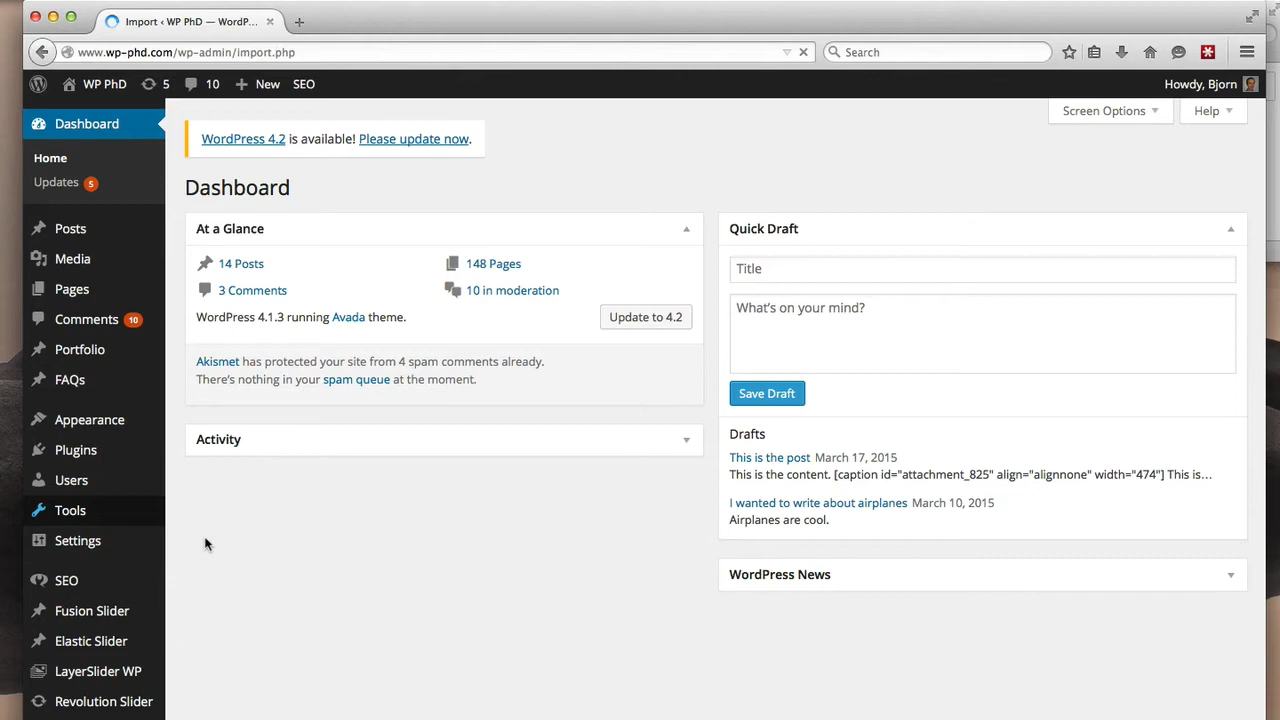 Import ‹ WP PhD — WordP...
www.wp-phd.com/wp-admin/import.php
Search
WP PhD
5
10
New
SEO
Howdy, Bjorn
Dashboard
Home
Updates 5
Posts
Media
Pages
Comments 10
Portfolio
FAQs
Appearance
Plugins
Users
Tools
Settings
SEO
Fusion Slider
Elastic Slider
LayerSlider WP
Revolution Slider
Screen Options
Help
WordPress 4.2 is available! Please update now.
Dashboard
At a Glance
14 Posts
148 Pages
3 Comments
10 in moderation
WordPress 4.1.3 running Avada theme.
Update to 4.2
Akismet has protected your site from 4 spam comments already.
There's nothing in your spam queue at the moment.
Activity
Quick Draft
Title
What's on your mind?
Save Draft
Drafts
This is the post March 17, 2015
This is the content. [caption id="attachment_825" align="alignnone" width="474"] This is...
I wanted to write about airplanes March 10, 2015
Airplanes are cool.
WordPress News